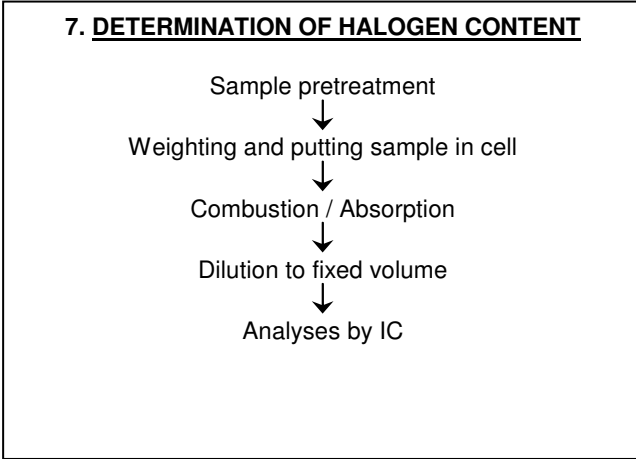 7. DETERMINATION OF HALOGEN CONTENT
Sample pretreatment
Weighting and putting sample in cell
Combustion / Absorption
Dilution to fixed volume
Analyses by IC